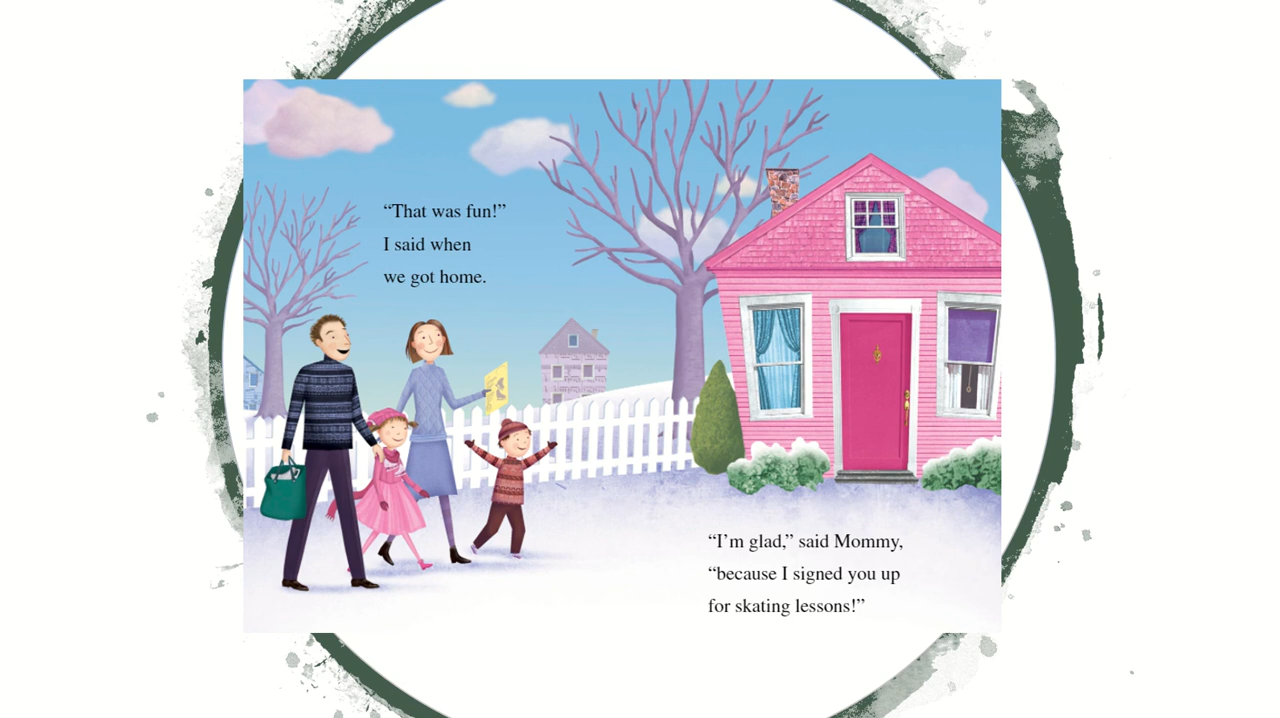 “That was fun!”
I said when
we got home.
“I’m glad,” said Mommy,
“because I signed you up
for skating lessons!”